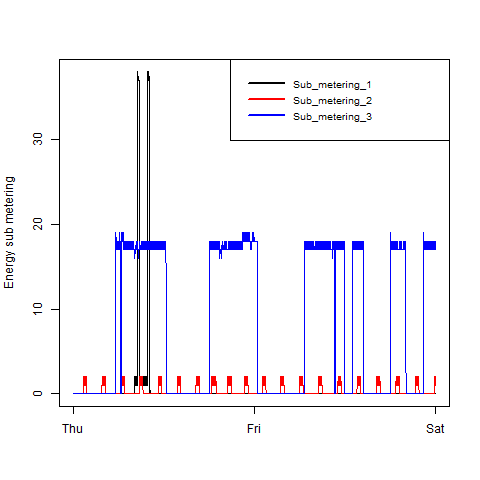 Sub_metering_1
Sub_metering_2
Sub_metering_3
Energy sub metering
30
20
10
0
Thu
Fri
Sat